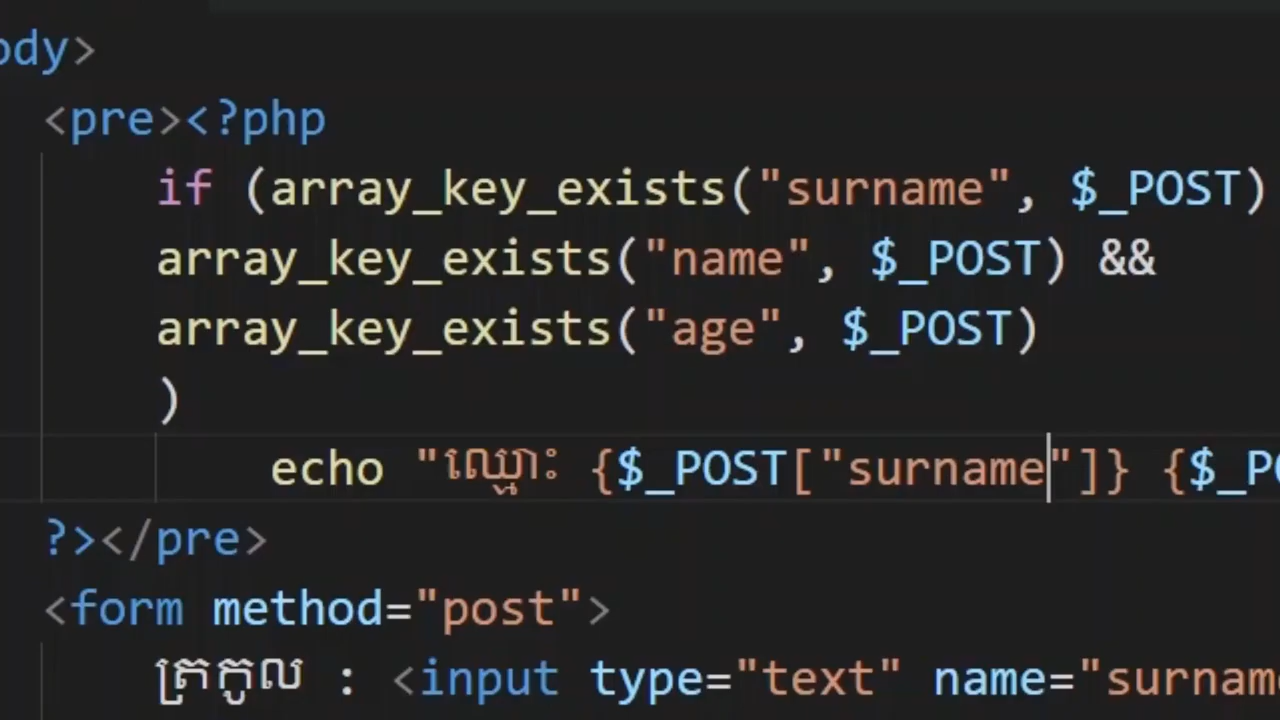 ody>
<pre><?php
if (array_key_exists("surname", $_POST)
array_key_exists("name", $_POST) &&
array_key_exists("age", $_POST)
)
echo "ឈ្មោះ {$_POST["surname"]} {$_PO
?></pre>
<form method="post">
ត្រកូល : <input type="text" name="surnam